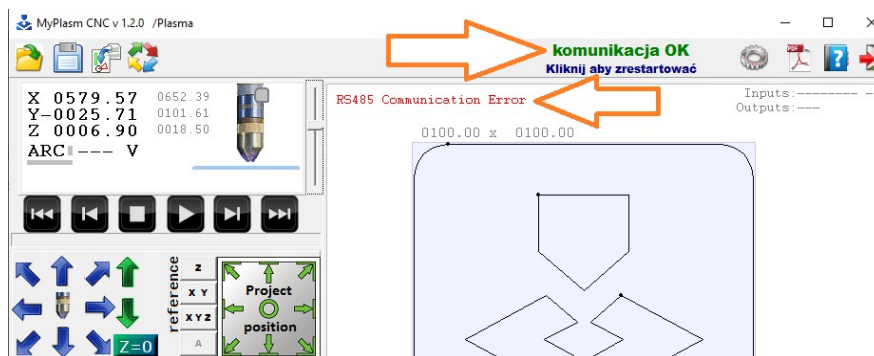 MyPlasm CNC v 1.2.0 /Plasma
komunikacja OK
Kliknij aby zrestartować
PDF
?
X 0579.57 0652.39
Y-0025.71 0101.61
Z 0006.90 0018.50
ARC --- V
RS485 Communication Error
Inputs:-------- -
Outputs:---
0100.00 x 0100.00
reference
Z
X Y
X Y Z
A
Project
position
Z=0